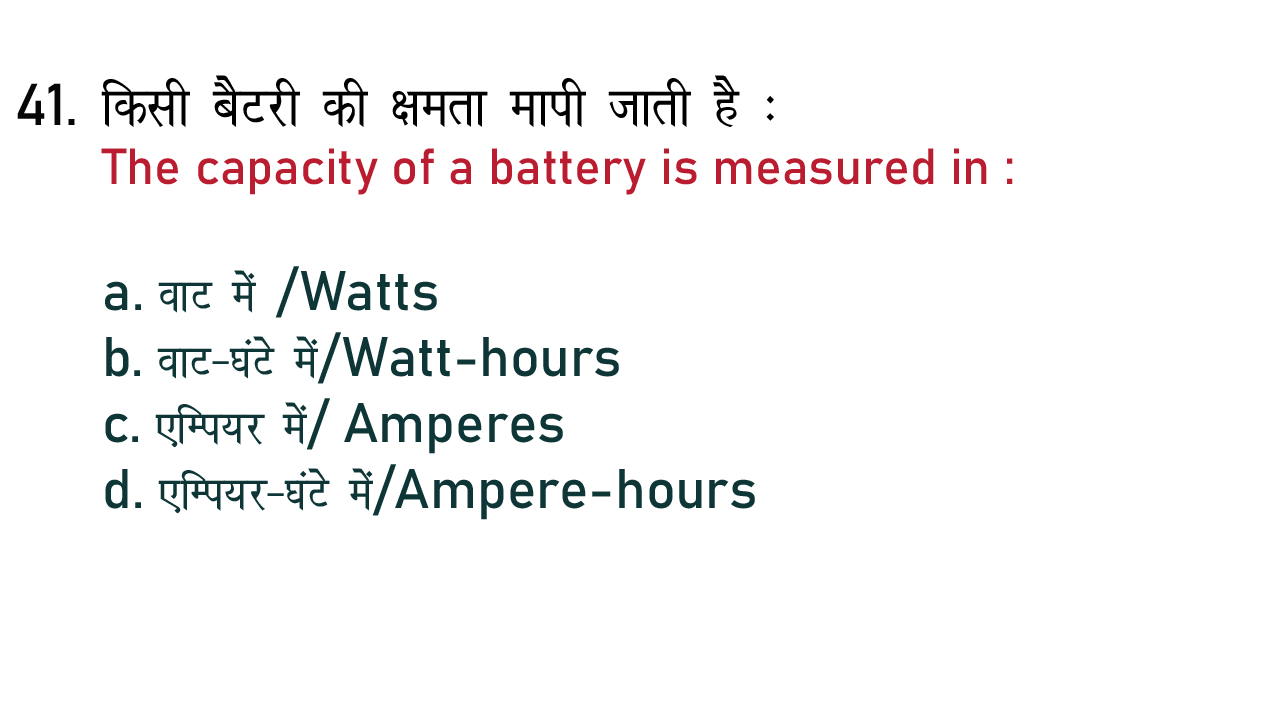 41. किसी बैटरी की क्षमता मापी जाती है :
The capacity of a battery is measured in :
a. वाट में /Watts
b. वाट-घंटे में/Watt-hours
c. एम्पियर में/ Amperes
d. एम्पियर-घंटे में/Ampere-hours